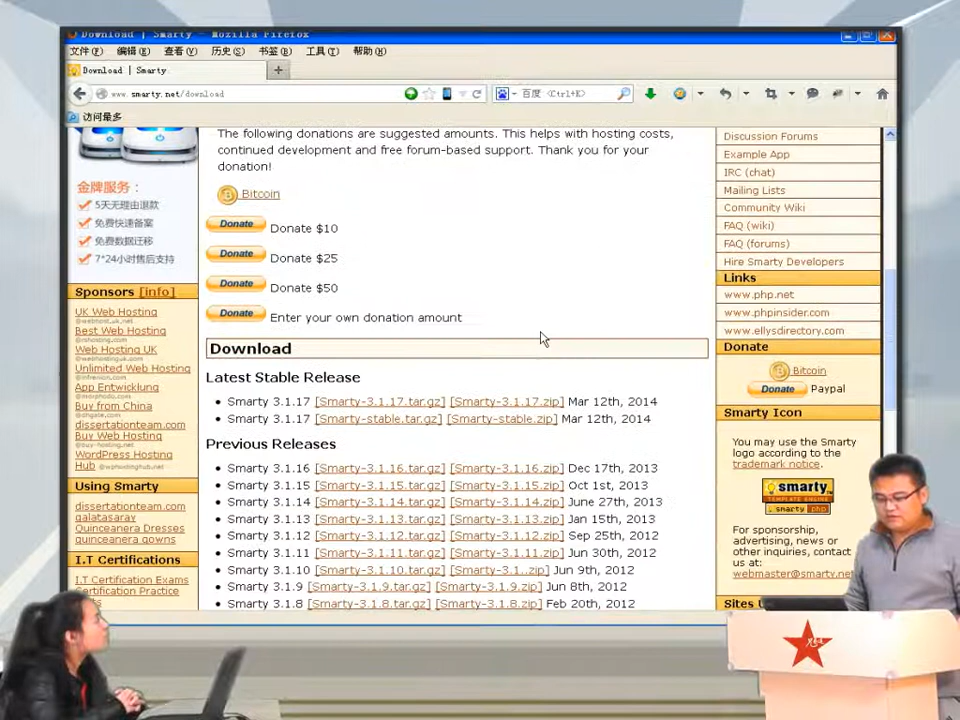 Download | Smarty - Mozilla Firefox
文件(F) 编辑(E) 查看(V) 历史(S) 书签(B) 工具(T) 帮助(H)
Download | Smarty
www.smarty.net/download
百度 <Ctrl+K>
访问最多
金牌服务：
5天无理由退款
免费快速备案
免费数据迁移
7*24小时售后支持
Sponsors [info]
UK Web Hosting
@webhost.uk.net
Best Web Hosting
Web Hosting UK
@webhostinguk.com
Unlimited Web Hosting
App Entwicklung
Buy from China
@dhgate.com
dissertationteam.com
Buy Web Hosting
@buy-hosting.net
WordPress Hosting
Hub @wphostinghub.net
Using Smarty
dissertationteam.com
galatasaray
Quinceanera Dresses
quinceanera gowns
I.T Certifications
I.T Certification Exams
Certification Practice
The following donations are suggested amounts. This helps with hosting costs,
continued development and free forum-based support. Thank you for your
donation!
Bitcoin
Donate Donate $10
Donate Donate $25
Donate Donate $50
Donate Enter your own donation amount
Download
Latest Stable Release
Smarty 3.1.17 [Smarty-3.1.17.tar.gz] [Smarty-3.1.17.zip] Mar 12th, 2014
Smarty 3.1.17 [Smarty-stable.tar.gz] [Smarty-stable.zip] Mar 12th, 2014
Previous Releases
Smarty 3.1.16 [Smarty-3.1.16.tar.gz] [Smarty-3.1.16.zip] Dec 17th, 2013
Smarty 3.1.15 [Smarty-3.1.15.tar.gz] [Smarty-3.1.15.zip] Oct 1st, 2013
Smarty 3.1.14 [Smarty-3.1.14.tar.gz] [Smarty-3.1.14.zip] June 27th, 2013
Smarty 3.1.13 [Smarty-3.1.13.tar.gz] [Smarty-3.1.13.zip] Jan 15th, 2013
Smarty 3.1.12 [Smarty-3.1.12.tar.gz] [Smarty-3.1.12.zip] Sep 25th, 2012
Smarty 3.1.11 [Smarty-3.1.11.tar.gz] [Smarty-3.1.11.zip] Jun 30th, 2012
Smarty 3.1.10 [Smarty-3.1.10.tar.gz] [Smarty-3.1..zip] Jun 9th, 2012
Smarty 3.1.9 [Smarty-3.1.9.tar.gz] [Smarty-3.1.9.zip] Jun 8th, 2012
Smarty 3.1.8 [Smarty-3.1.8.tar.gz] [Smarty-3.1.8.zip] Feb 20th, 2012
Discussion Forums
Example App
IRC (chat)
Mailing Lists
Community Wiki
FAQ (wiki)
FAQ (forums)
Hire Smarty Developers
Links
www.php.net
www.phpinsider.com
www.ellysdirectory.com
Donate
Bitcoin
Donate Paypal
Smarty Icon
You may use the Smarty
logo according to the
trademark notice.
smarty
TEMPLATE ENGINE
smarty php
For sponsorship,
advertising, news or
other inquiries, contact
us at:
webmaster@smarty.net
Sites U